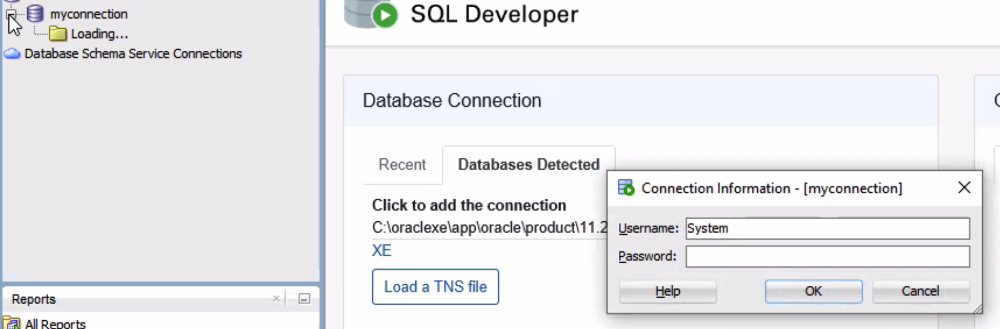 myconnection
Loading...
Database Schema Service Connections
Reports
All Reports
SQL Developer
Database Connection
Recent
Databases Detected
Click to add the connection
C:\oraclexe\app\oracle\product\11.2
XE
Load a TNS file
Connection Information - [myconnection]
Username: System
Password:
Help
OK
Cancel